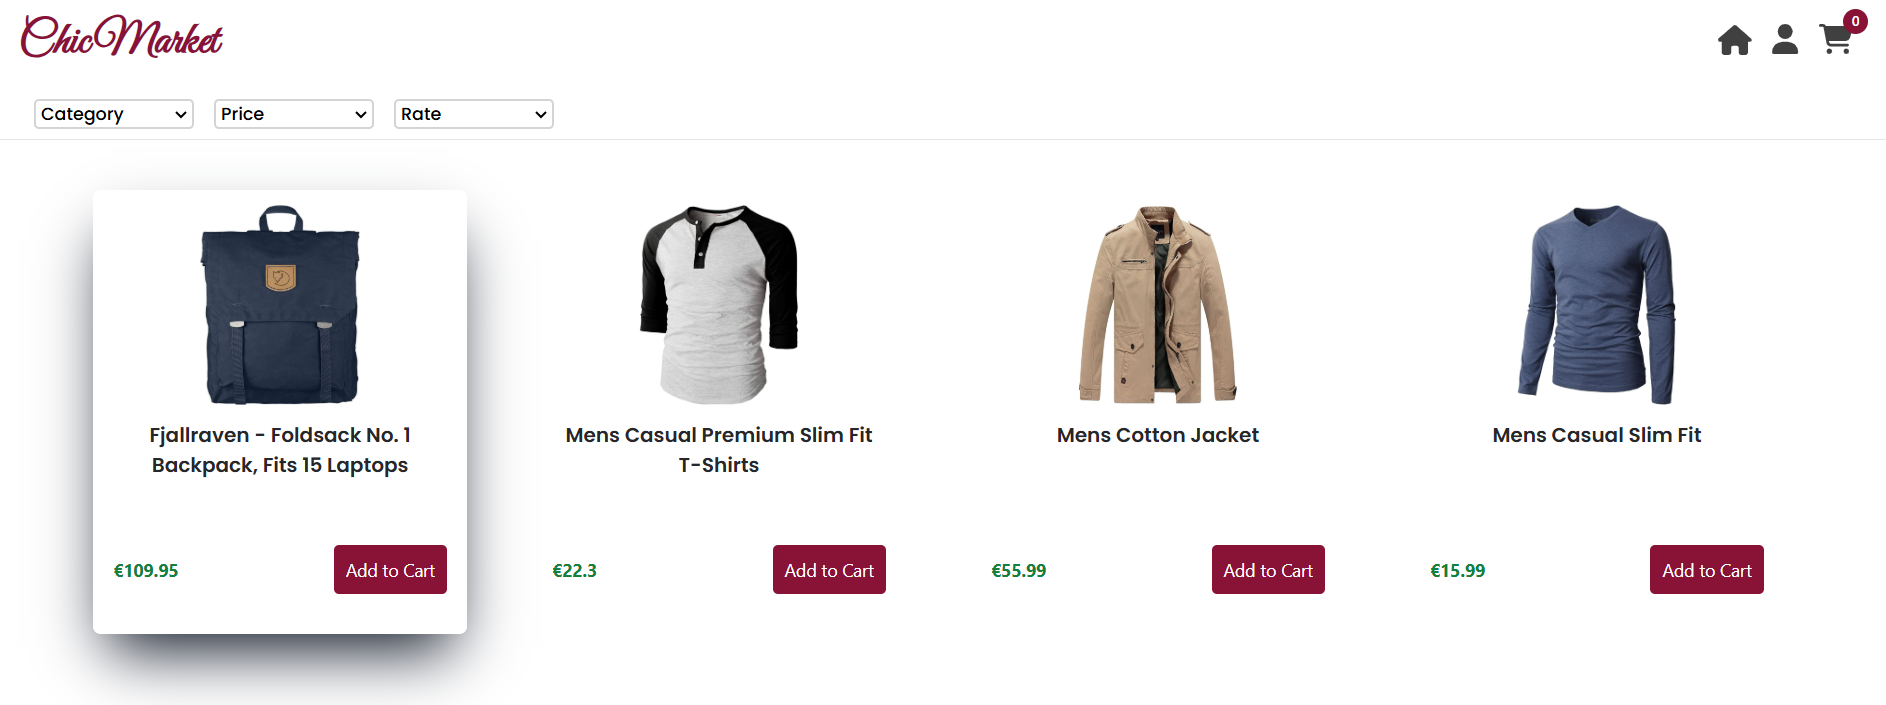 ChicMarket
0
Category
Price
Rate
Fjallraven - Foldsack No. 1
Backpack, Fits 15 Laptops
€109.95
Add to Cart
Mens Casual Premium Slim Fit
T-Shirts
€22.3
Add to Cart
Mens Cotton Jacket
€55.99
Add to Cart
Mens Casual Slim Fit
€15.99
Add to Cart